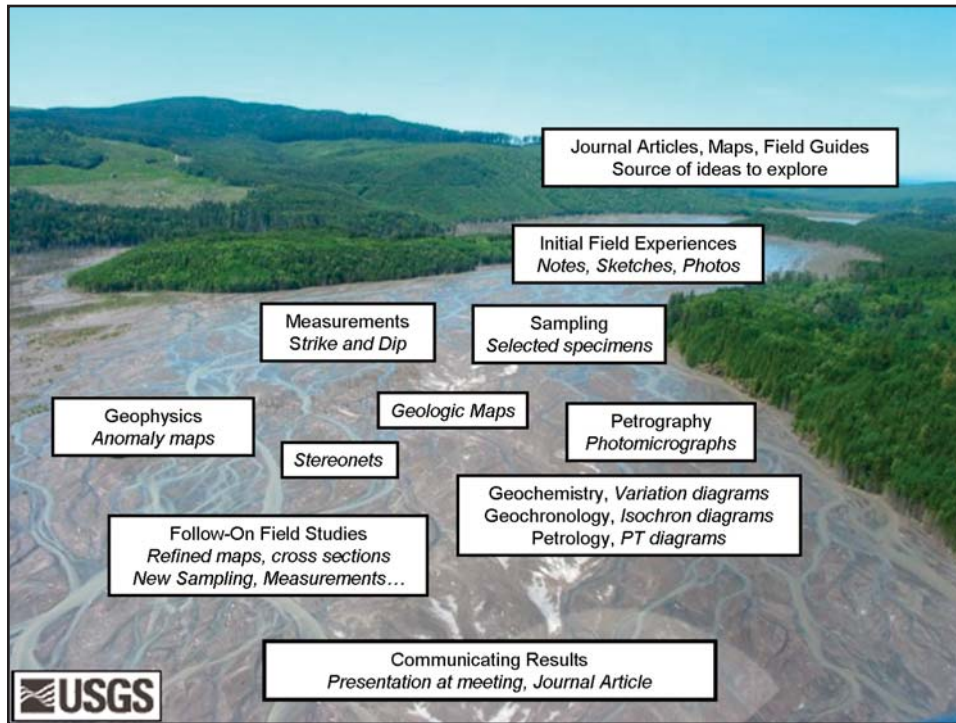 Journal Articles, Maps, Field Guides
Source of ideas to explore
Initial Field Experiences
Notes, Sketches, Photos
Measurements
Strike and Dip
Sampling
Selected specimens
Geologic Maps
Geophysics
Anomaly maps
Petrography
Photomicrographs
Stereonets
Geochemistry, Variation diagrams
Geochronology, Isochron diagrams
Petrology, PT diagrams
Follow-On Field Studies
Refined maps, cross sections
New Sampling, Measurements…
Communicating Results
Presentation at meeting, Journal Article
USGS